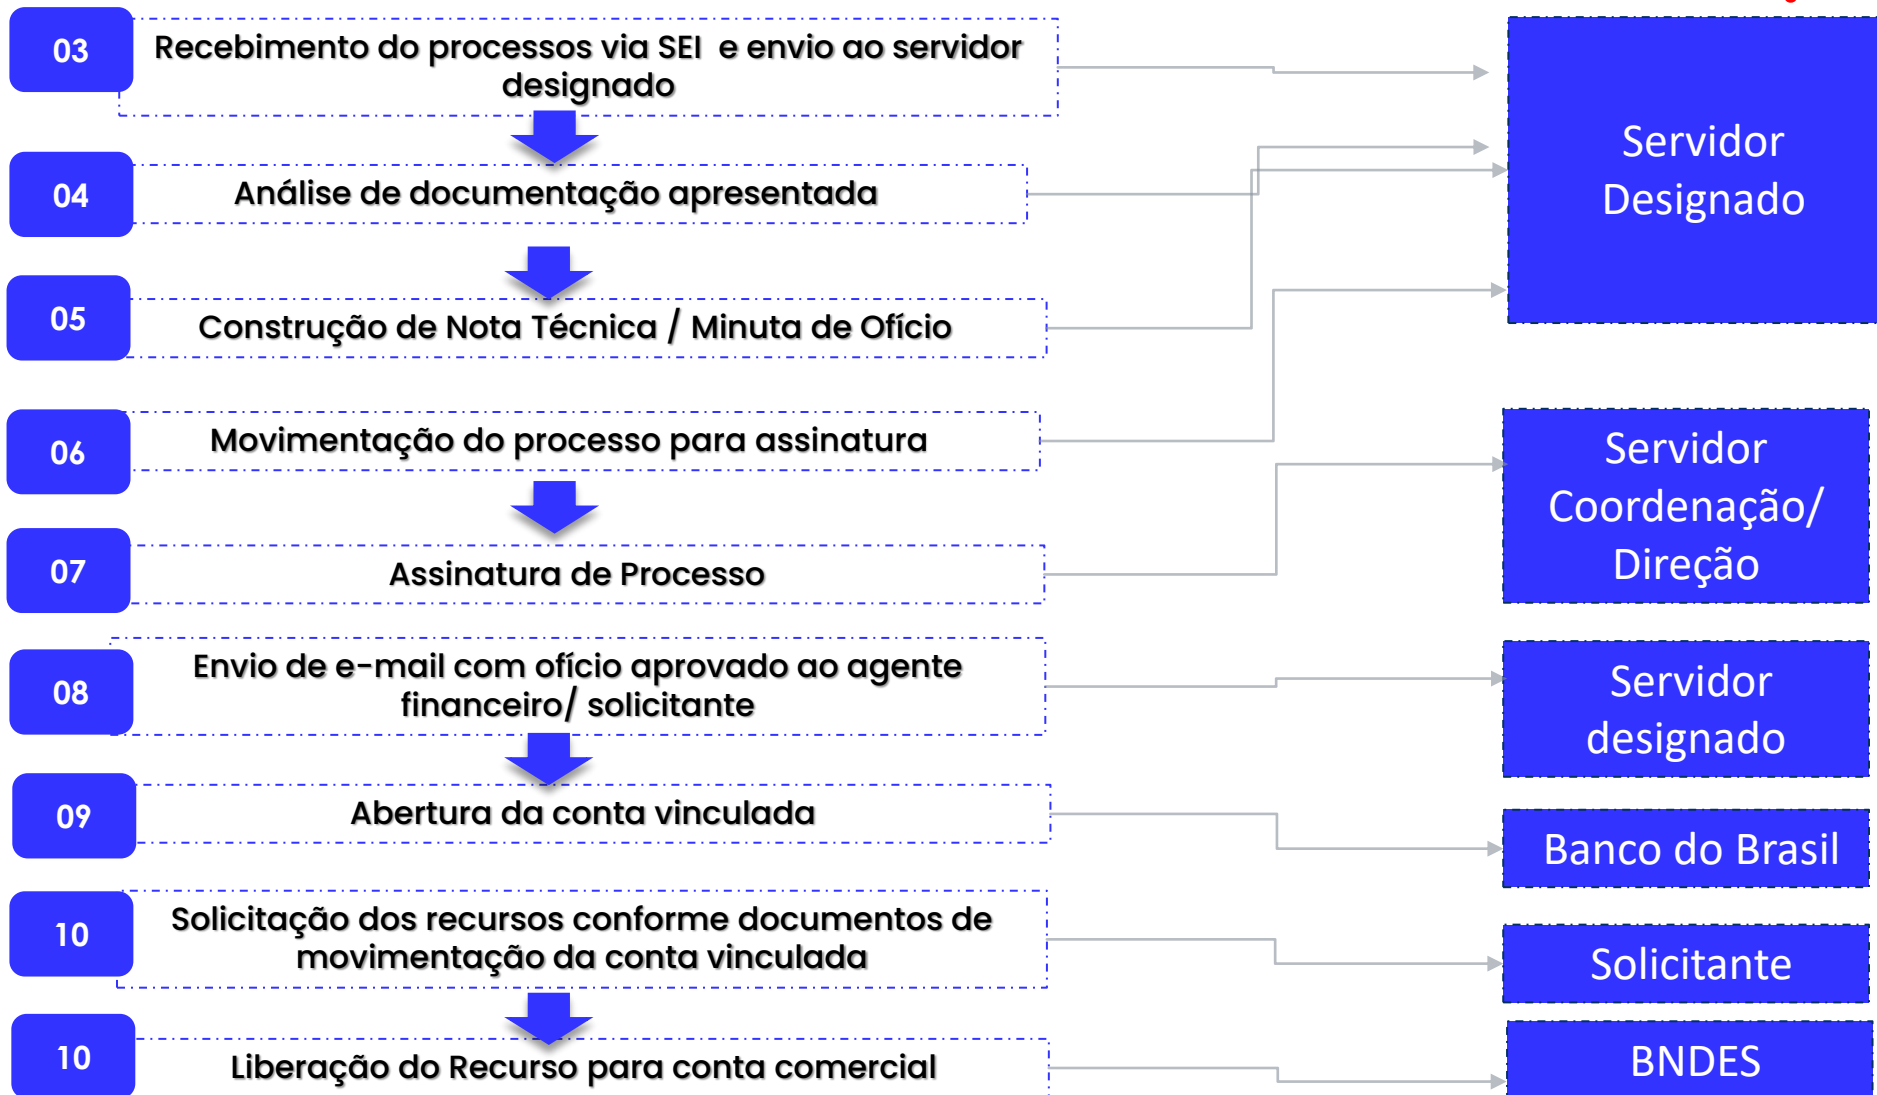 03
Recebimento do processos via SEI e envio ao servidor
designado
04
Análise de documentação apresentada
05
Construção de Nota Técnica / Minuta de Ofício
06
Movimentação do processo para assinatura
07
Assinatura de Processo
08
Envio de e-mail com ofício aprovado ao agente
financeiro/ solicitante
09
Abertura da conta vinculada
10
Solicitação dos recursos conforme documentos de
movimentação da conta vinculada
10
Liberação do Recurso para conta comercial
Servidor
Designado
Servidor
Coordenação/
Direção
Servidor
designado
Banco do Brasil
Solicitante
BNDES